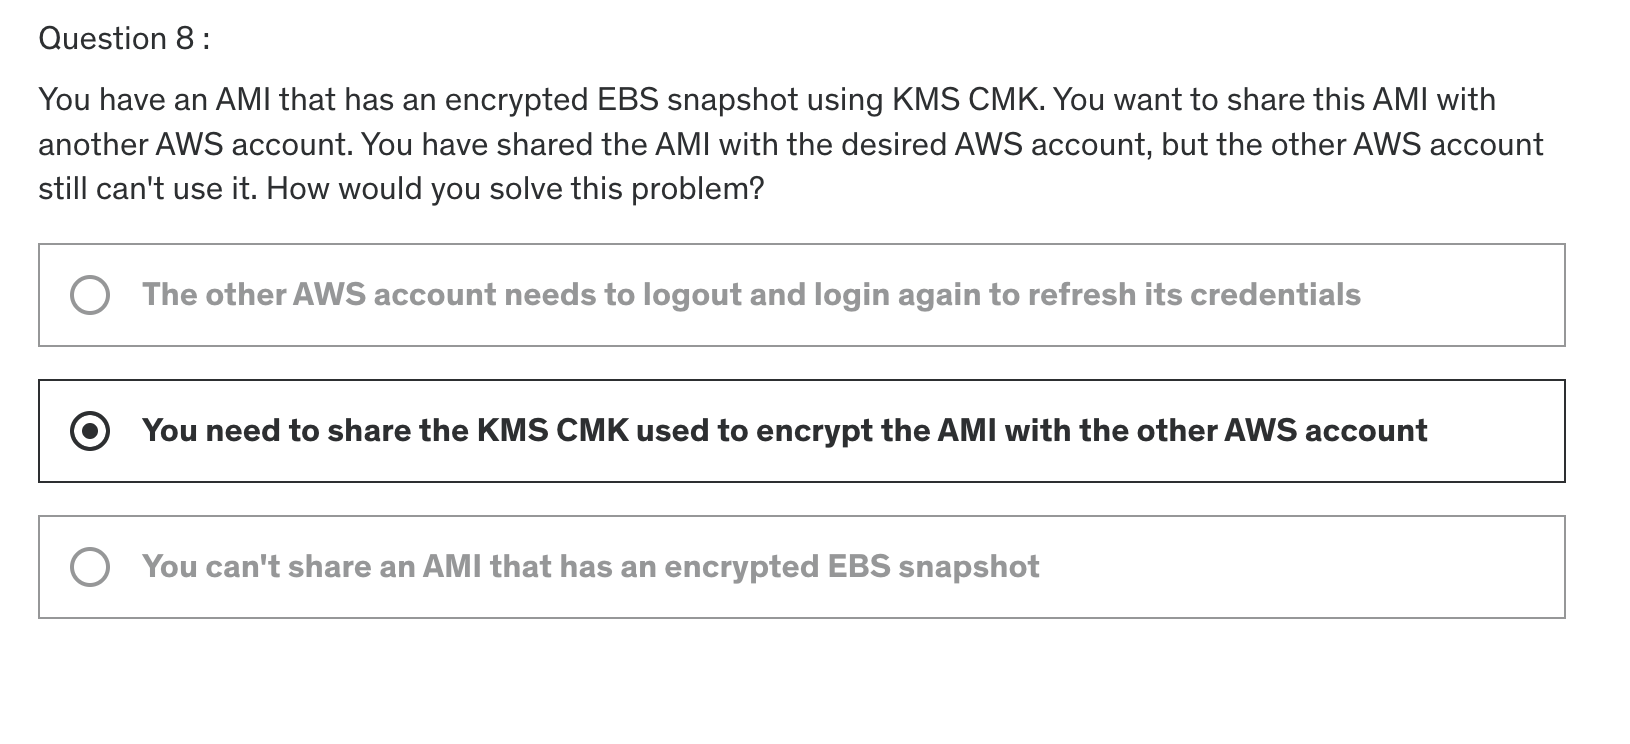 Question 8 :
You have an AMI that has an encrypted EBS snapshot using KMS CMK. You want to share this AMI with
another AWS account. You have shared the AMI with the desired AWS account, but the other AWS account
still can't use it. How would you solve this problem?
The other AWS account needs to logout and login again to refresh its credentials
You need to share the KMS CMK used to encrypt the AMI with the other AWS account
You can't share an AMI that has an encrypted EBS snapshot